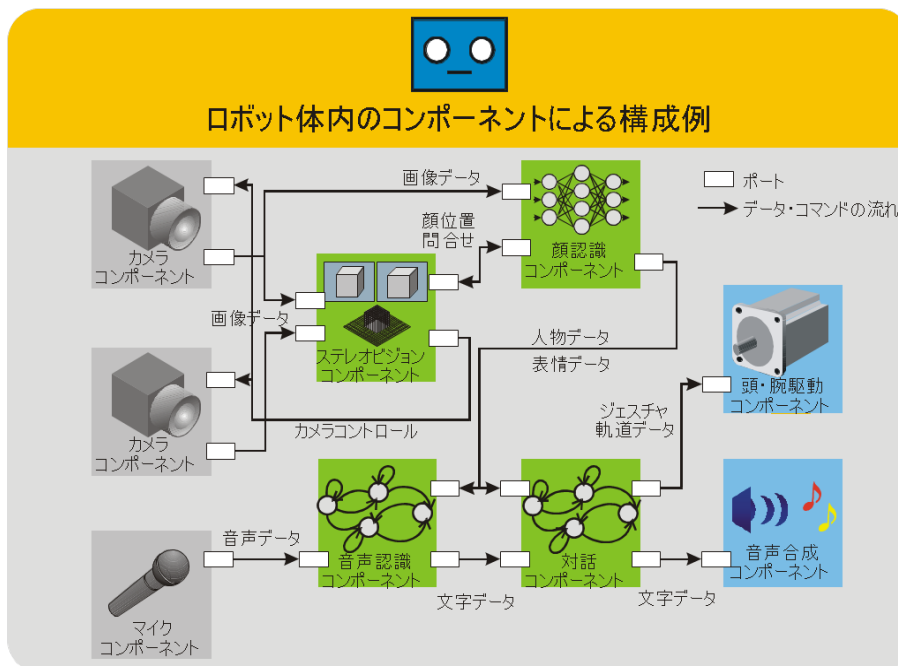 ロボット体内のコンポーネントによる構成例
画像データ
ポート
データ・コマンドの流れ
顔位置
問合せ
カメラ
コンポーネント
顔認識
コンポーネント
画像データ
ステレオビジョン
コンポーネント
人物データ
表情データ
頭・腕駆動
コンポーネント
カメラ
コンポーネント
カメラコントロール
ジェスチャ
軌道データ
音声データ
音声認識
コンポーネント
対話
コンポーネント
音声合成
コンポーネント
文字データ
文字データ
マイク
コンポーネント